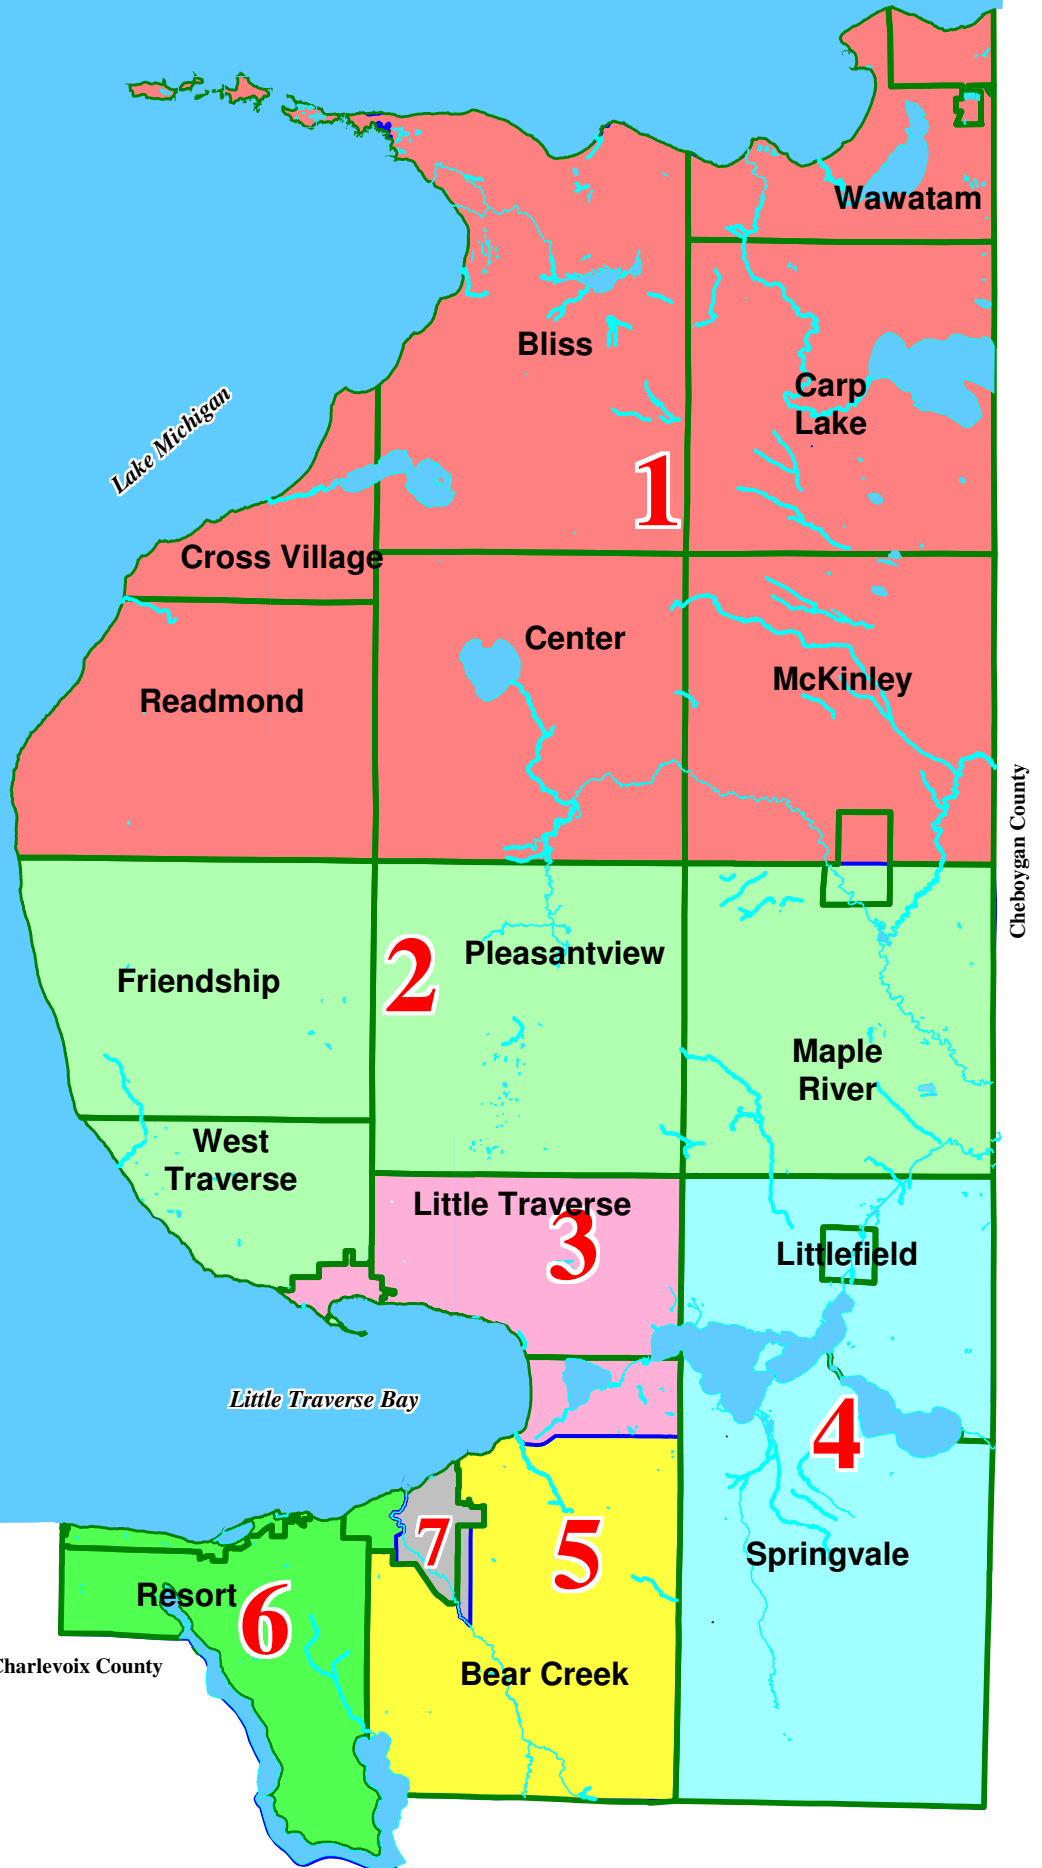 Wawatam
Bliss
Carp
Lake
Lake Michigan
1
Cross Village
Center
McKinley
Readmond
Cheboygan County
Pleasantview
2
Friendship
Maple
River
West
Traverse
Little Traverse
3
Littlefield
Little Traverse Bay
4
7
5
Springvale
Resort
6
Charlevoix County
Bear Creek